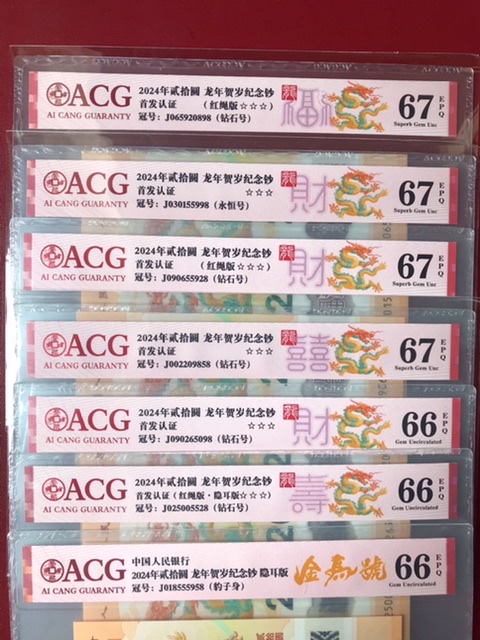 ACG
AI CANG GUARANTY
2024年贰拾圆 龙年贺岁纪念钞
首发认证 （红绳版☆☆☆）
冠号：J065920898（钻石号）
福
67
EPQ
Superb Gem Unc
ACG
AI CANG GUARANTY
2024年贰拾圆 龙年贺岁纪念钞
首发认证 ☆☆☆
冠号：J030155998（永恒号）
財
67
EPQ
Superb Gem Unc
ACG
AI CANG GUARANTY
2024年贰拾圆 龙年贺岁纪念钞
首发认证 （红绳版☆☆☆）
冠号：J090655928（钻石号）
財
67
EPQ
Superb Gem Unc
ACG
AI CANG GUARANTY
2024年贰拾圆 龙年贺岁纪念钞
首发认证 ☆☆☆
冠号：J002209858（钻石号）
囍
67
EPQ
Superb Gem Unc
ACG
AI CANG GUARANTY
2024年贰拾圆 龙年贺岁纪念钞
首发认证 ☆☆☆
冠号：J090265098（钻石号）
財
66
EPQ
Gem Uncirculated
ACG
AI CANG GUARANTY
2024年贰拾圆 龙年贺岁纪念钞
首发认证（红绳版·隐耳版☆☆☆）
冠号：J025005528（钻石号）
壽
66
EPQ
Gem Uncirculated
ACG
AI CANG GUARANTY
中国人民银行
2024年贰拾圆 龙年贺岁纪念钞 隐耳版
冠号：J018555958（豹子身）
金馬號
66
EPQ
Gem Uncirculated